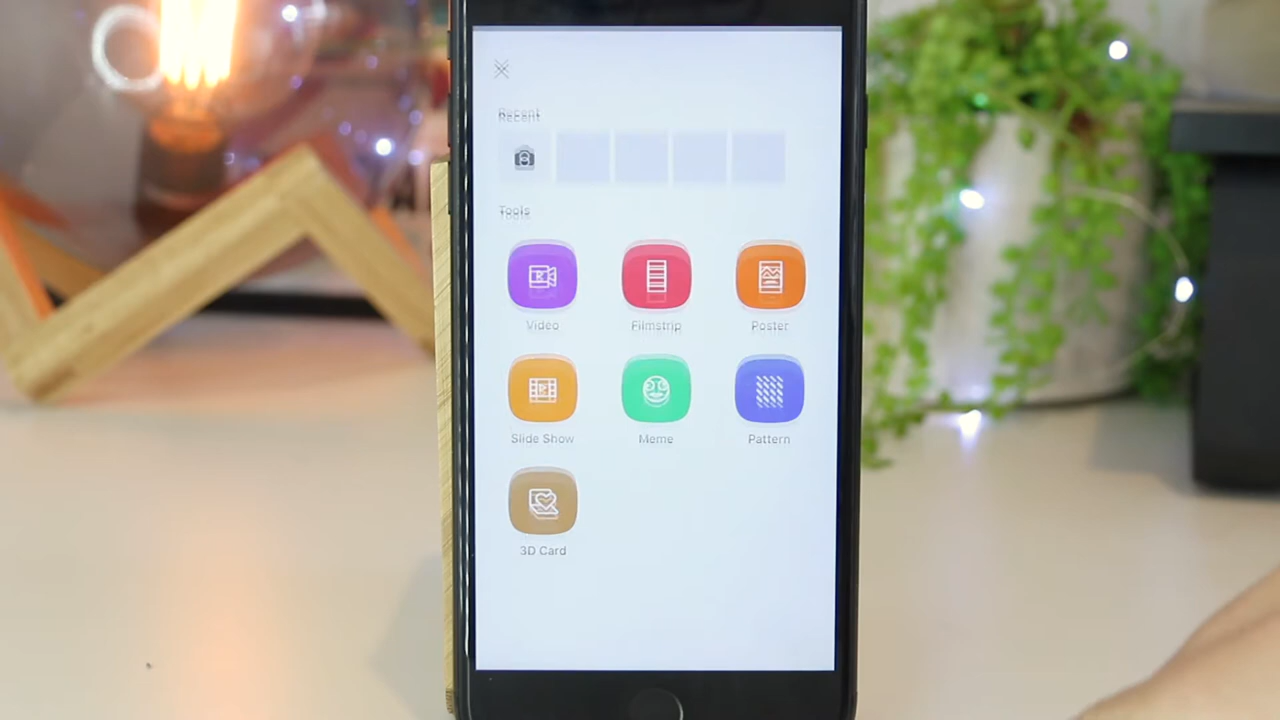 Recent
Tools
Video Filmstrip Poster
Slide Show Meme Pattern
3D Card